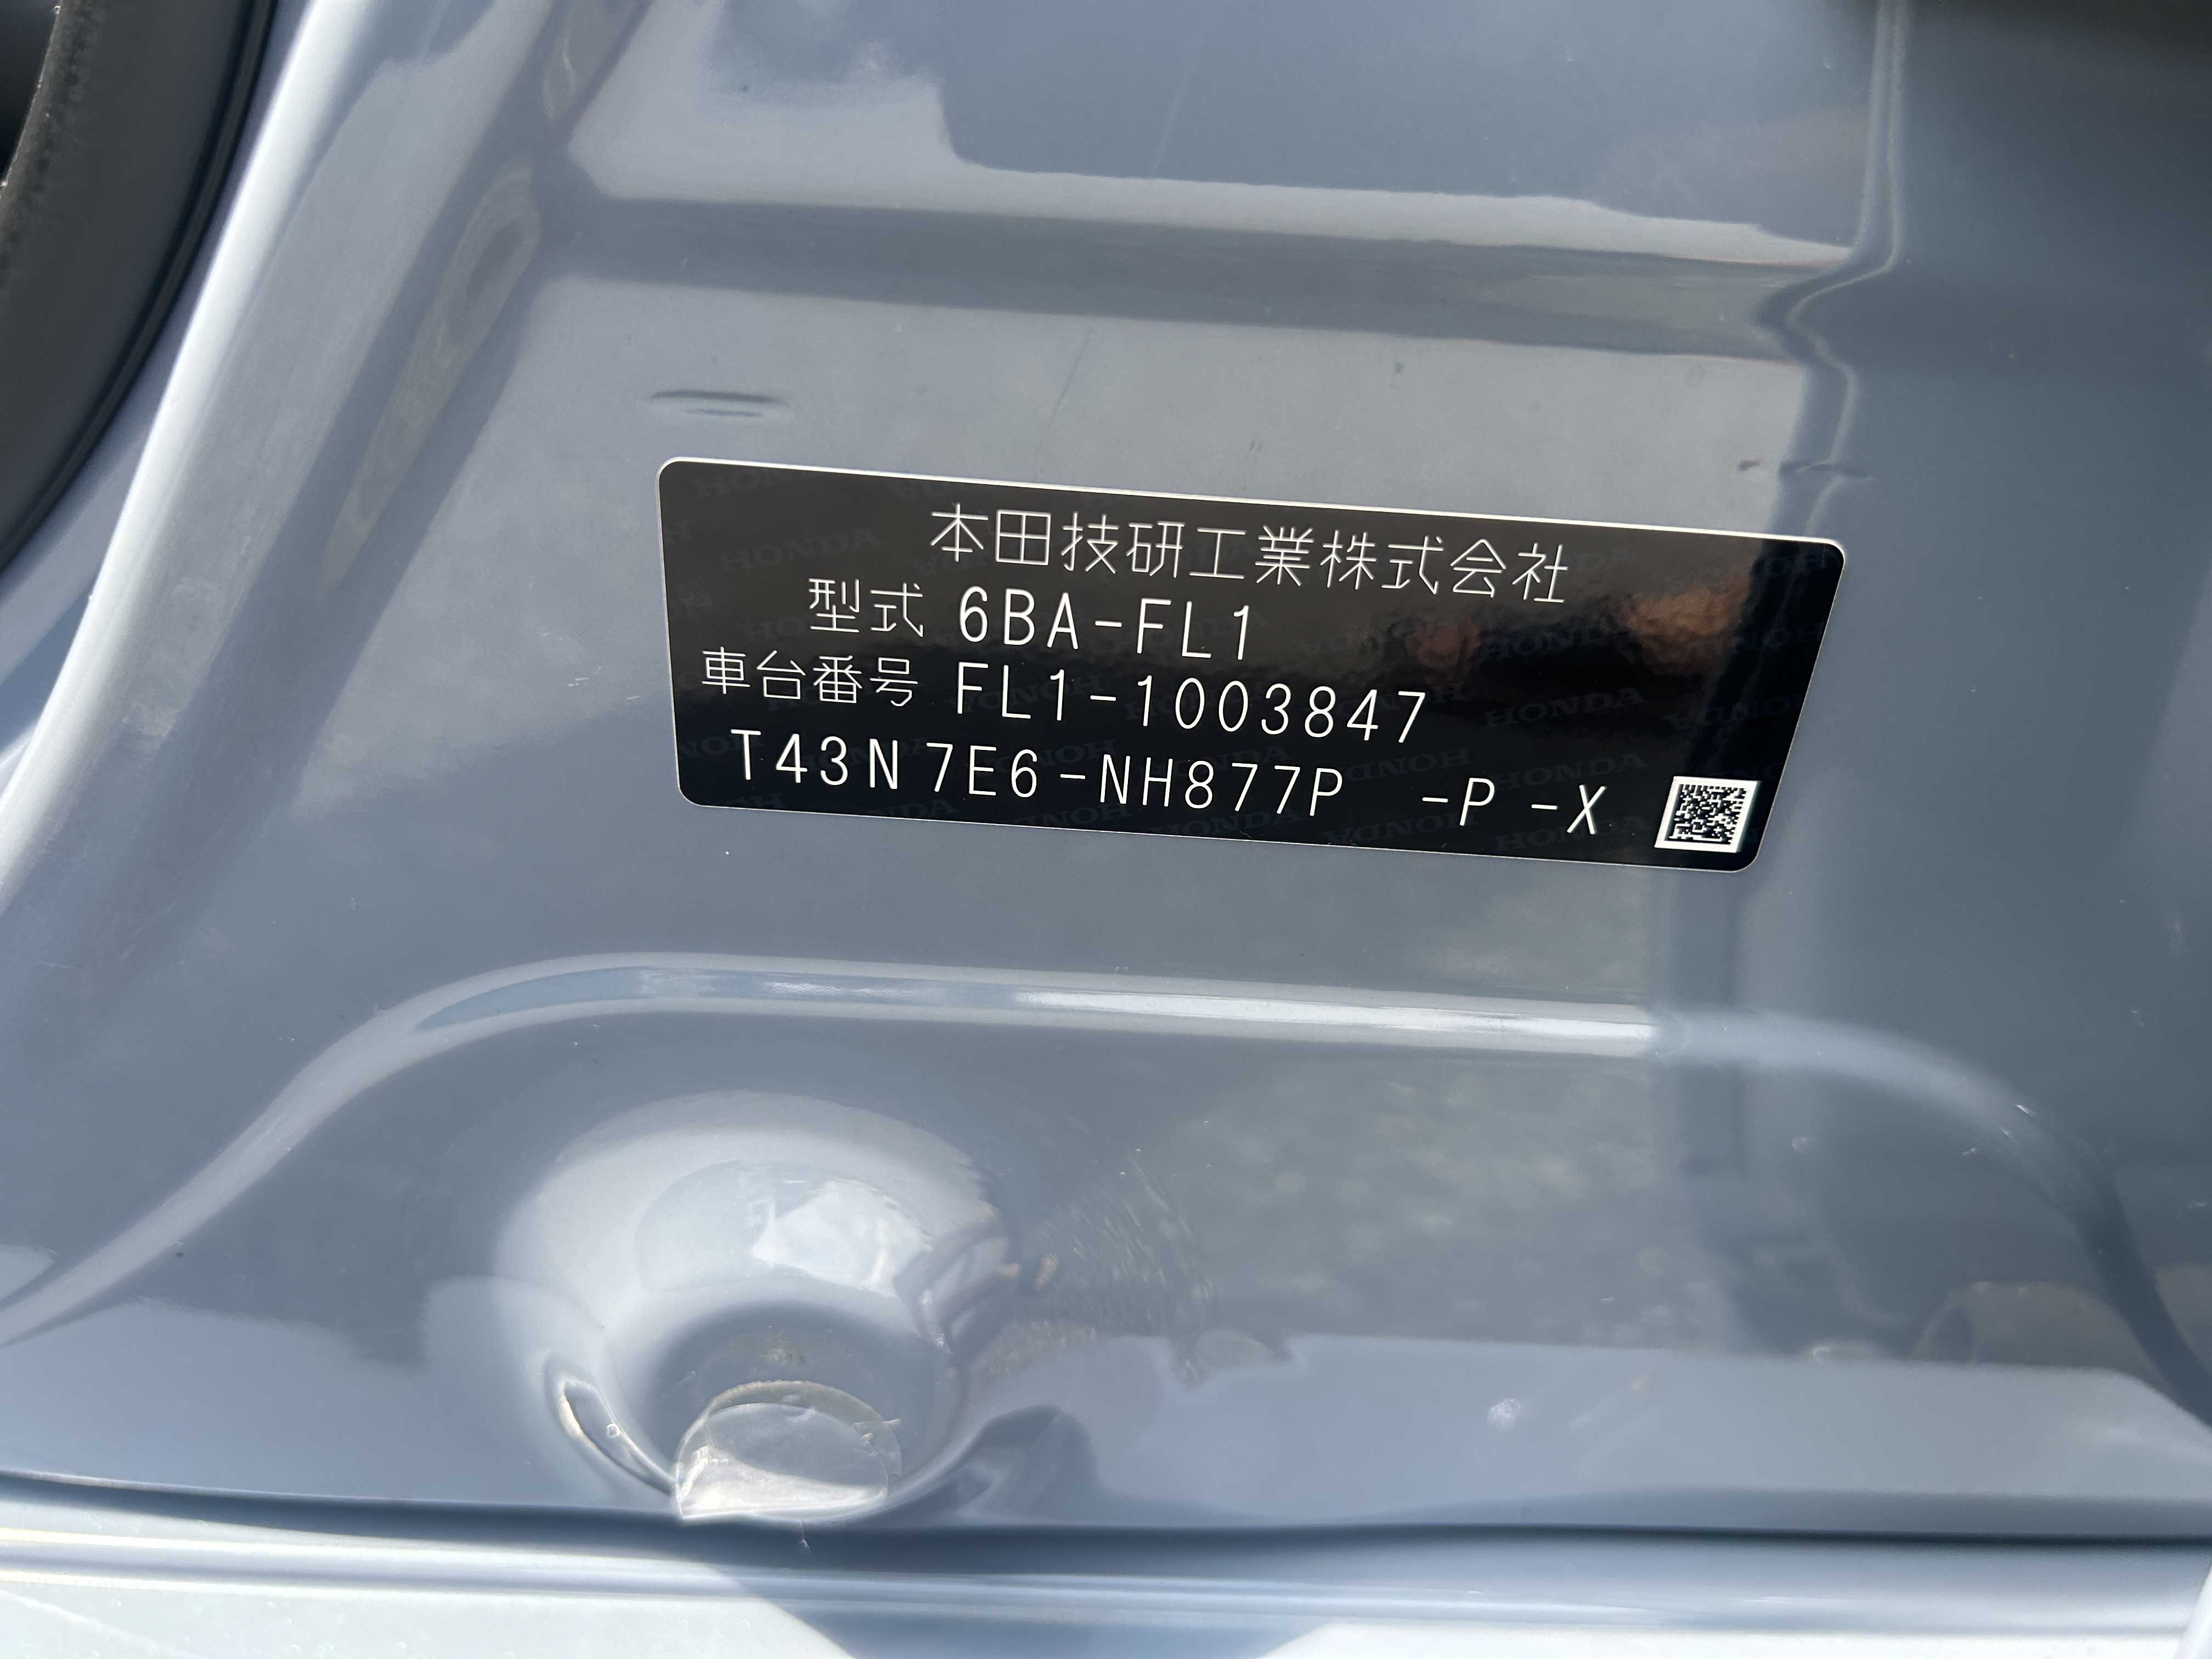 本田技研工業株式会社
型式 6BA-FL1
車台番号 FL1-1003847
T43N7E6-NH877P -P -X